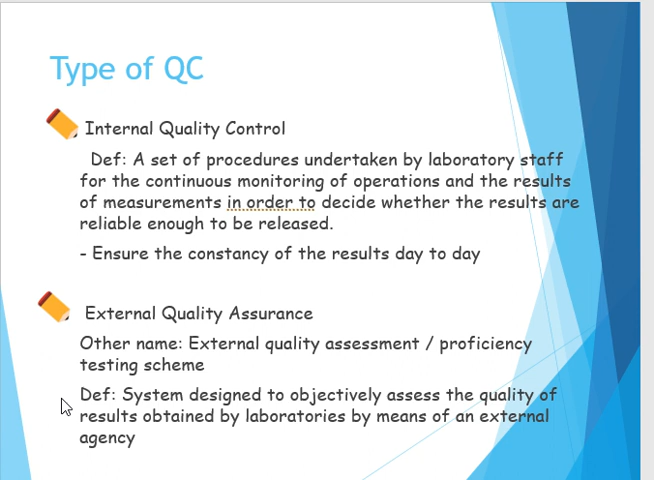 Type of QC
Internal Quality Control
Def: A set of procedures undertaken by laboratory staff
for the continuous monitoring of operations and the results
of measurements in order to decide whether the results are
reliable enough to be released.
- Ensure the constancy of the results day to day
External Quality Assurance
Other name: External quality assessment / proficiency
testing scheme
Def: System designed to objectively assess the quality of
results obtained by laboratories by means of an external
agency